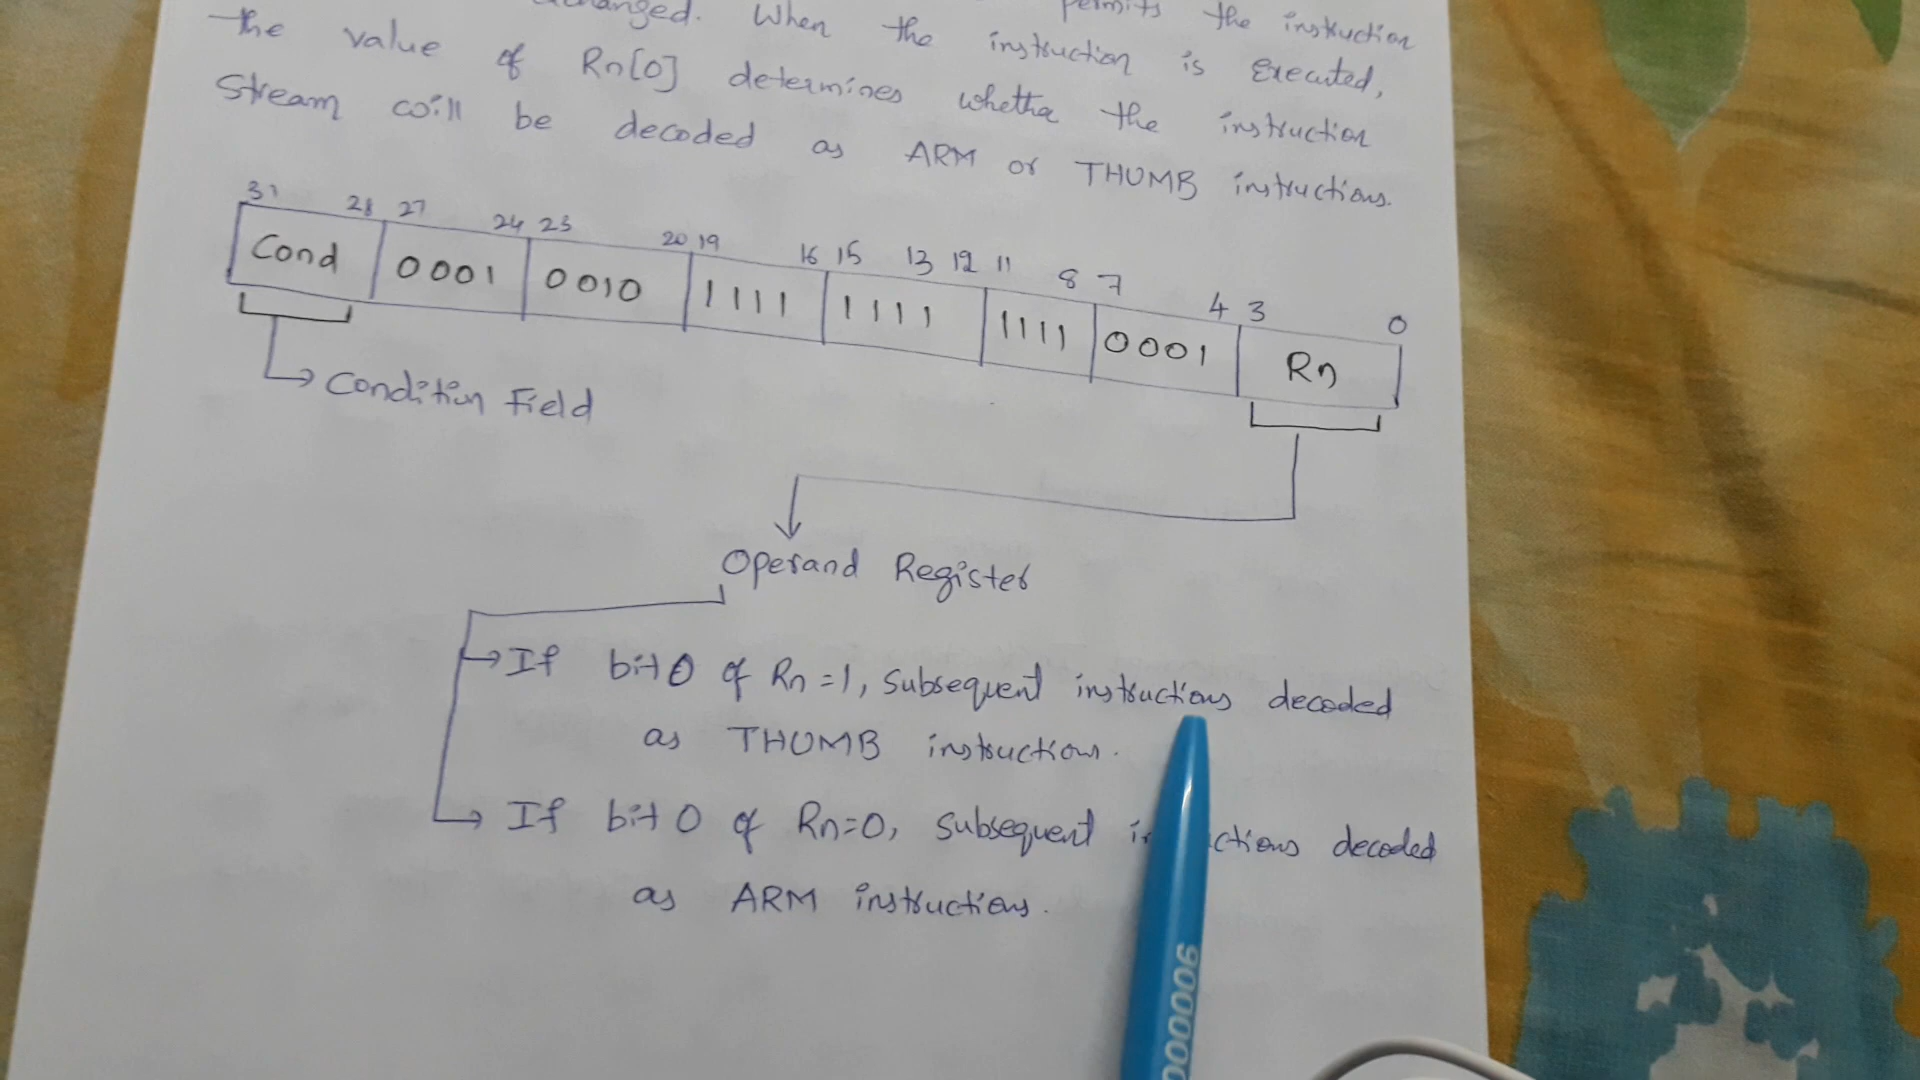 exchanged. When permits the instruction
the value of Rn[0] the instruction is Executed,
determines whether the instruction
Stream will be decoded as ARM or THUMB instructions.
31 28 27 24 23 20 19 16 15 13 12 11 8 7 4 3 0
Cond 0001 0010 1111 1111 1111 0001 Rn
Condition Field
Operand Register
If bit 0 of Rn=1, Subsequent instructions decoded
as THUMB instructions.
If bit 0 of Rn=0, Subsequent decoded
as ARM instructions.
000006